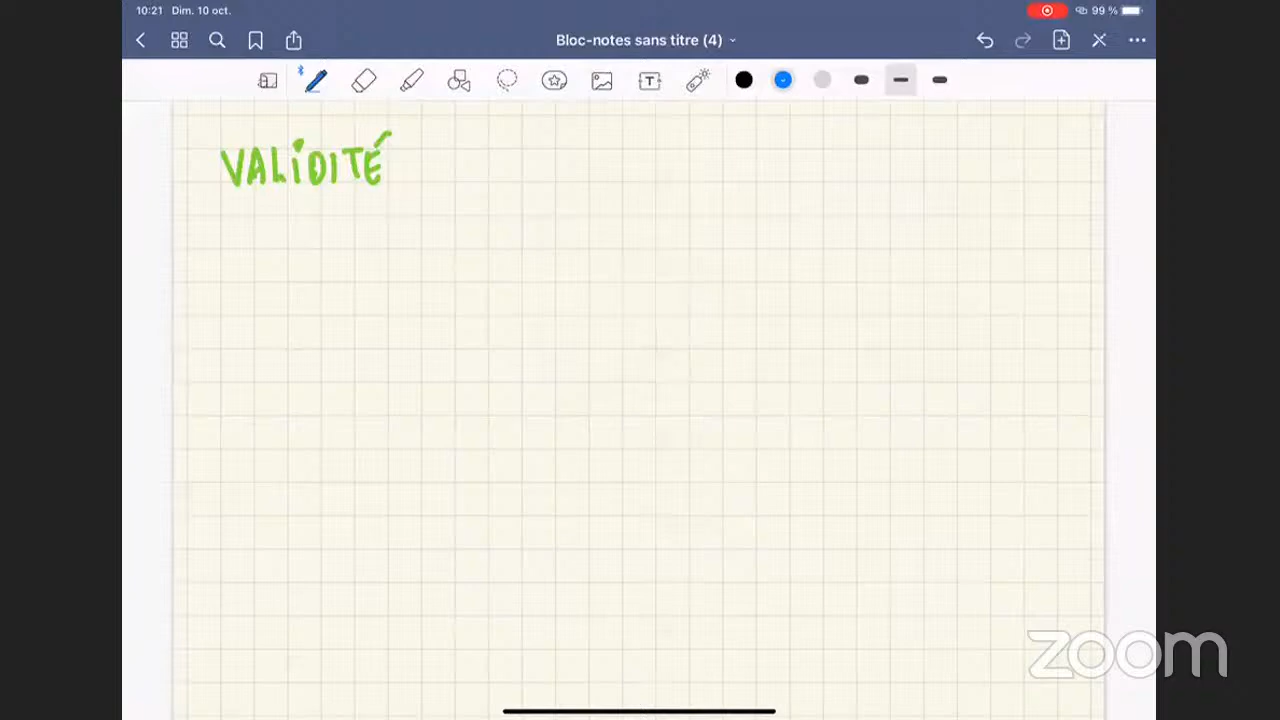 10:21 Dim. 10 oct.
99 %
Bloc-notes sans titre (4)
T
VALIDITÉ
zoom